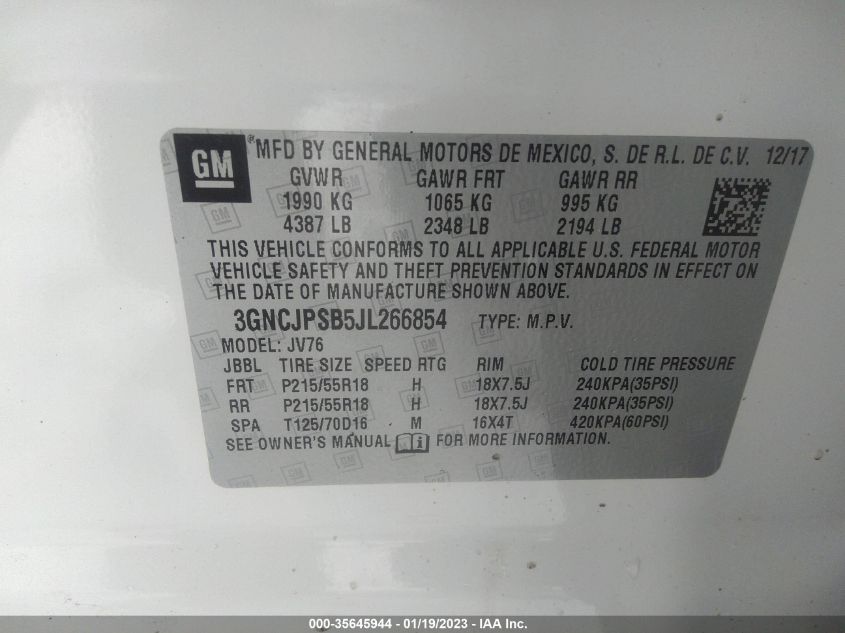 GM ® MFD BY GENERAL MOTORS DE MEXICO, S. DE R.L. DE C.V. 12/17
GVWR GAWR FRT GAWR RR
1990 KG 1065 KG 995 KG
4387 LB 2348 LB 2194 LB
THIS VEHICLE CONFORMS TO ALL APPLICABLE U.S. FEDERAL MOTOR
VEHICLE SAFETY AND THEFT PREVENTION STANDARDS IN EFFECT ON
THE DATE OF MANUFACTURE SHOWN ABOVE.
3GNCJPSB5JL266854 TYPE: M.P.V.
MODEL: JV76
JBBL TIRE SIZE SPEED RTG RIM COLD TIRE PRESSURE
FRT P215/55R18 H 18X7.5J 240KPA(35PSI)
RR P215/55R18 H 18X7.5J 240KPA(35PSI)
SPA T125/70D16 M 16X4T 420KPA(60PSI)
SEE OWNER'S MANUAL FOR MORE INFORMATION.
000-35645944 - 01/19/2023 - IAA Inc.